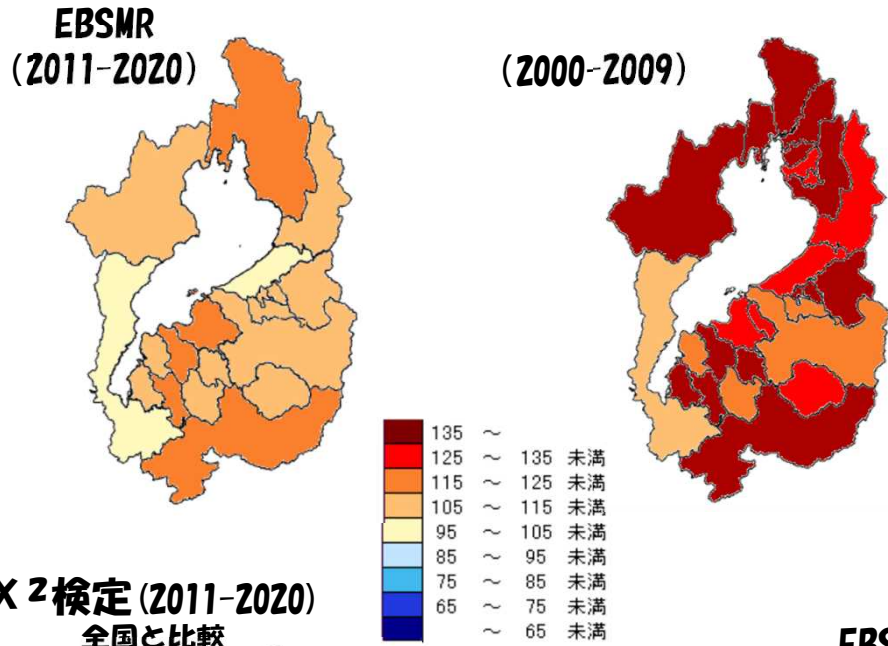 EBSMR
(2011-2020)
(2000-2009)
135 ～
125 ～ 135 未満
115 ～ 125 未満
105 ～ 115 未満
95 ～ 105 未満
85 ～ 95 未満
75 ～ 85 未満
65 ～ 75 未満
～ 65 未満
X²検定(2011-2020)
全国と比較
EBS